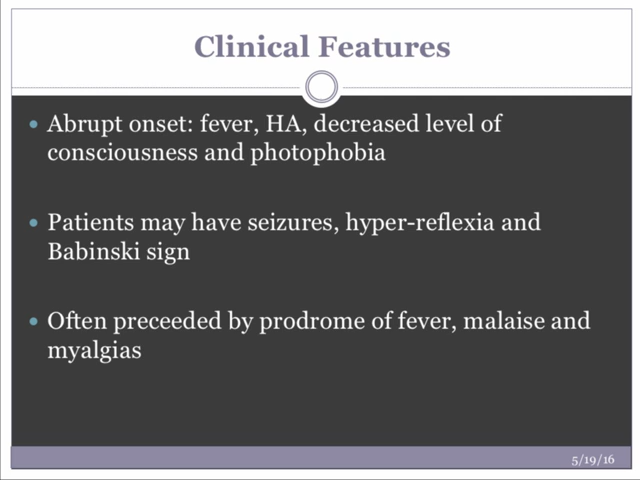 Clinical Features
• Abrupt onset: fever, HA, decreased level of
consciousness and photophobia
• Patients may have seizures, hyper-reflexia and
Babinski sign
• Often preceeded by prodrome of fever, malaise and
myalgias
5/19/16